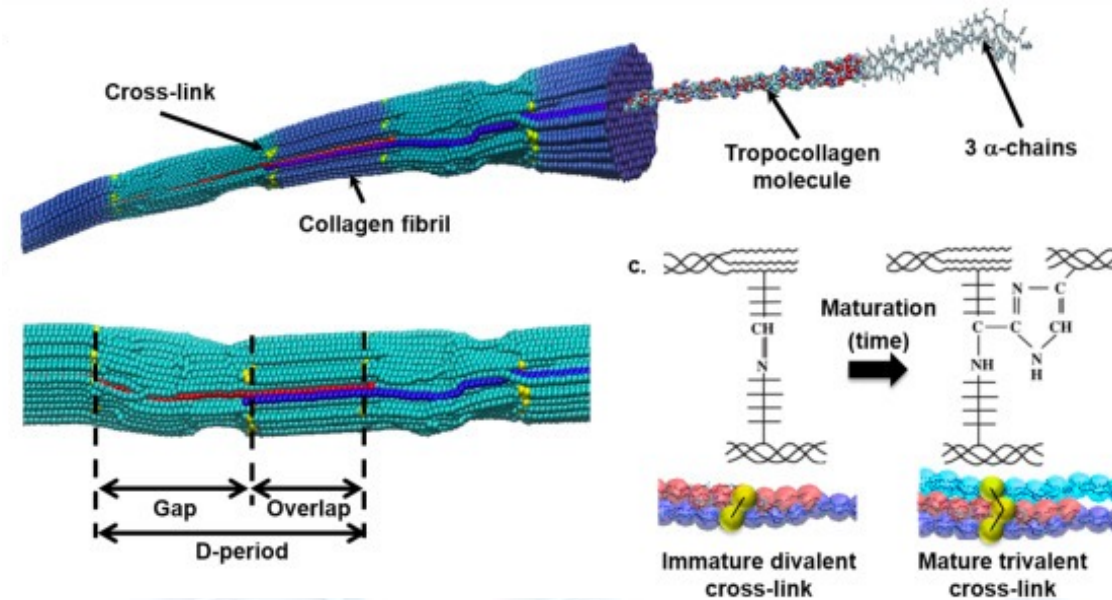 Cross-link
Collagen fibril
Tropocollagen
molecule
3 α-chains
Gap
Overlap
D-period
c.
CH
N
Maturation
(time)
N
C
C
C
CH
NH
N
H
Immature divalent
cross-link
Mature trivalent
cross-link